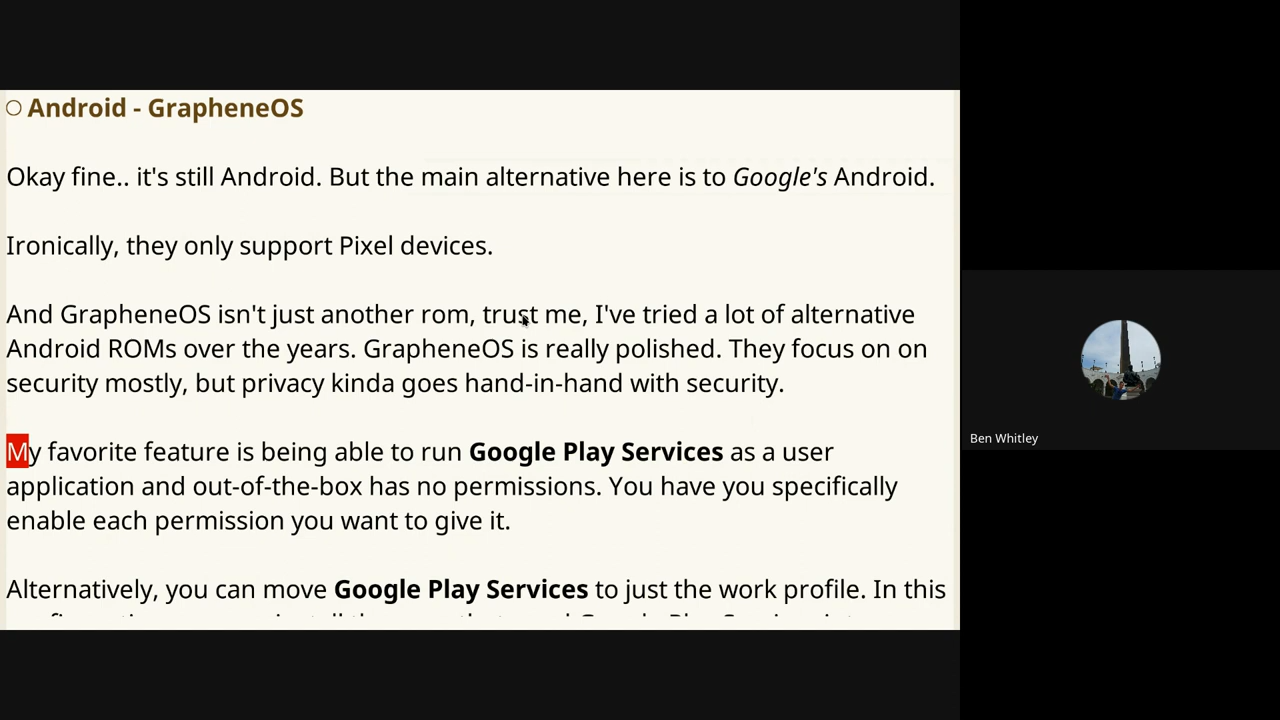 Android - GrapheneOS
Okay fine.. it's still Android. But the main alternative here is to Google's Android.
Ironically, they only support Pixel devices.
And GrapheneOS isn't just another rom, trust me, I've tried a lot of alternative
Android ROMs over the years. GrapheneOS is really polished. They focus on on
security mostly, but privacy kinda goes hand-in-hand with security.
My favorite feature is being able to run Google Play Services as a user
application and out-of-the-box has no permissions. You have you specifically
enable each permission you want to give it.
Alternatively, you can move Google Play Services to just the work profile. In this
Ben Whitley